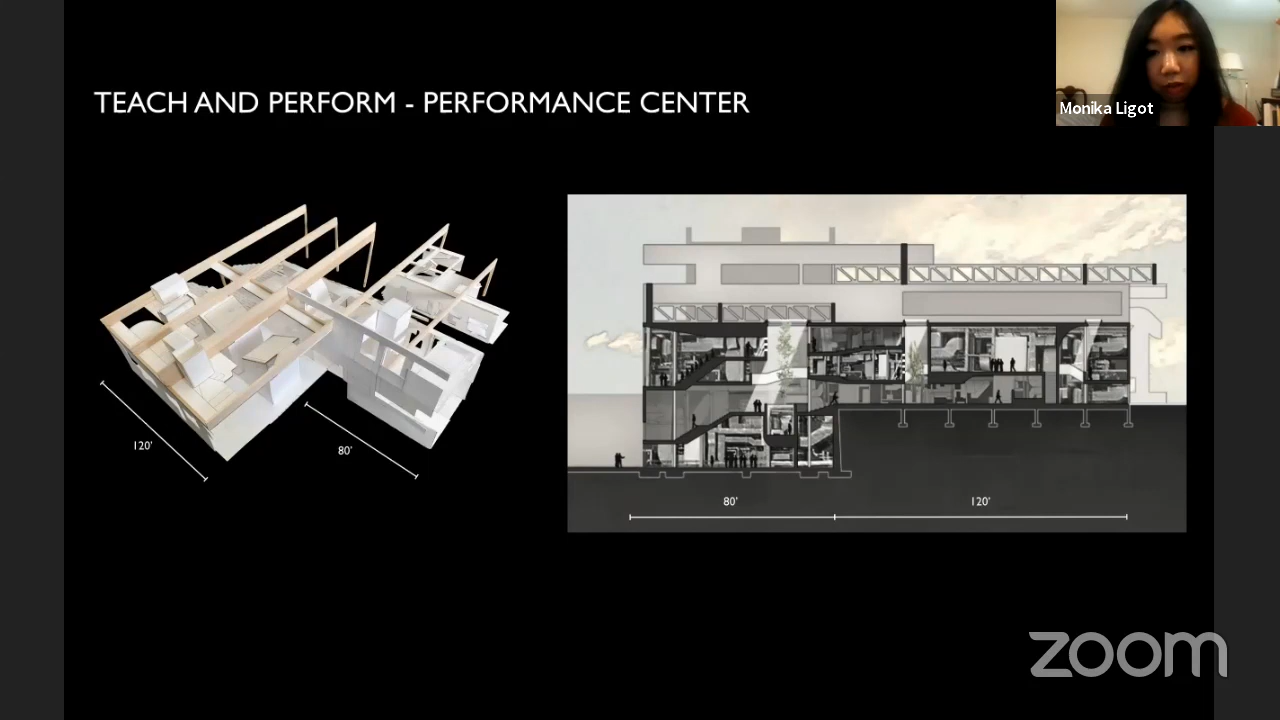 TEACH AND PERFORM - PERFORMANCE CENTER
Monika Ligot
120'
80'
80'
120'
zoom